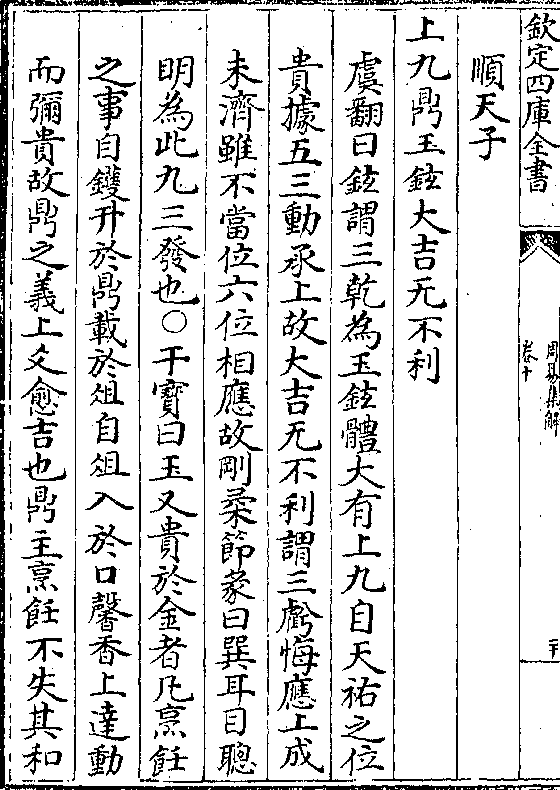 欽定四庫全書
周易集解
卷十
順天子
上九鼎玉鉉大吉无不利
虞翻曰鉉謂三乾為玉鉉體大有上九自天祐之位
貴據五三動承上故大吉无不利謂三虧悔應上成
未濟雖不當位六位相應故剛柔節彖曰巽耳目聰
明為此九三發也○干寶曰玉又貴於金者凡烹飪
之事自鑊升於鼎載於俎自俎入於口馨香上達動
而彌貴故鼎之義上爻愈吉也鼎主烹飪不失其和